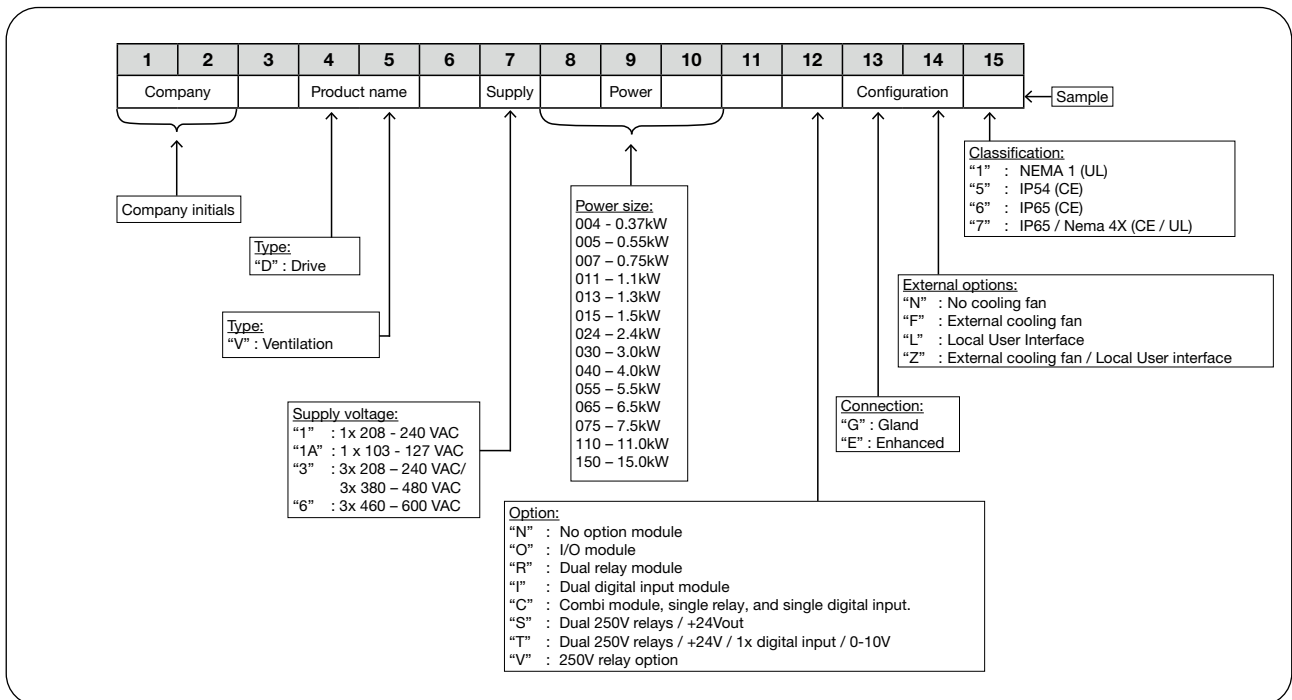 1 2 3 4 5 6 7 8 9 10 11 12 13 14 15
Company Product name Supply Power Configuration
Sample
Company initials
Type:
“D” : Drive
Type:
“V” : Ventilation
Supply voltage:
“1” : 1x 208 - 240 VAC
“1A” : 1 x 103 - 127 VAC
“3” : 3x 208 – 240 VAC/
3x 380 – 480 VAC
“6” : 3x 460 – 600 VAC
Power size:
004 - 0.37kW
005 – 0.55kW
007 – 0.75kW
011 – 1.1kW
013 – 1.3kW
015 – 1.5kW
024 – 2.4kW
030 – 3.0kW
040 – 4.0kW
055 – 5.5kW
065 – 6.5kW
075 – 7.5kW
110 – 11.0kW
150 – 15.0kW
Option:
“N” : No option module
“O” : I/O module
“R” : Dual relay module
“I” : Dual digital input module
“C” : Combi module, single relay, and single digital input.
“S” : Dual 250V relays / +24Vout
“T” : Dual 250V relays / +24V / 1x digital input / 0-10V
“V” : 250V relay option
Connection:
“G” : Gland
“E” : Enhanced
External options:
“N” : No cooling fan
“F” : External cooling fan
“L” : Local User Interface
“Z” : External cooling fan / Local User interface
Classification:
“1” : NEMA 1 (UL)
“5” : IP54 (CE)
“6” : IP65 (CE)
“7” : IP65 / Nema 4X (CE / UL)